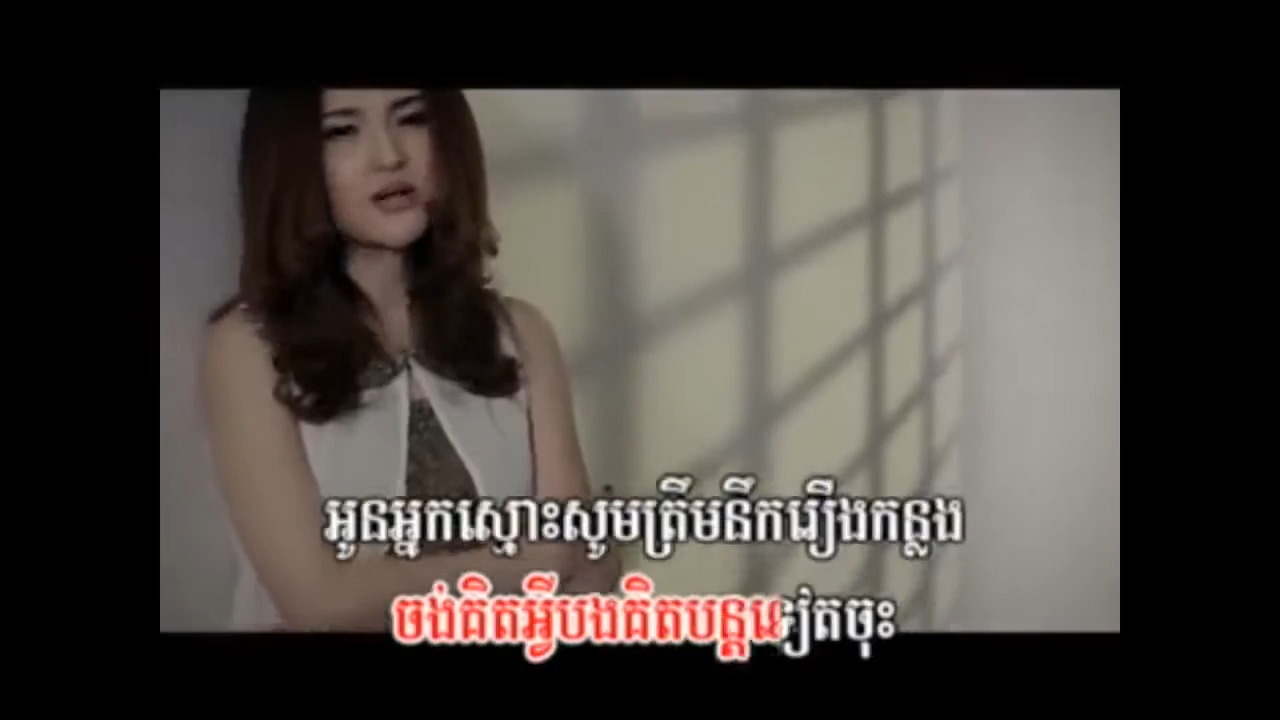 អូនអ្នកស្មោះសូមត្រឹមនឹករឿងកន្លង
ចង់គិតអ្វីបងគិតបន្តទៀតចុះ